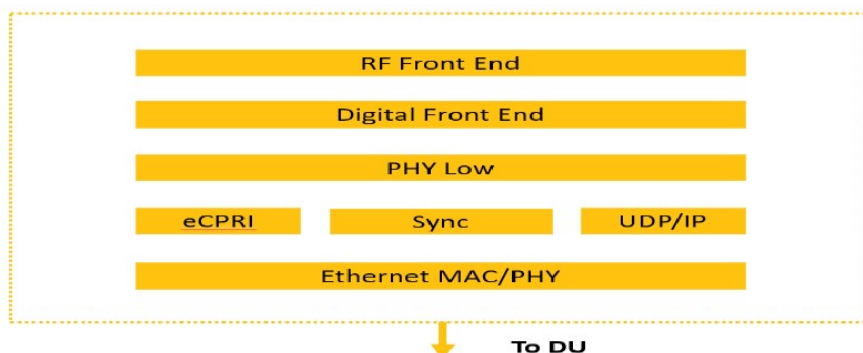 RF Front End
Digital Front End
PHY Low
eCPRI Sync UDP/IP
Ethernet MAC/PHY
To DU